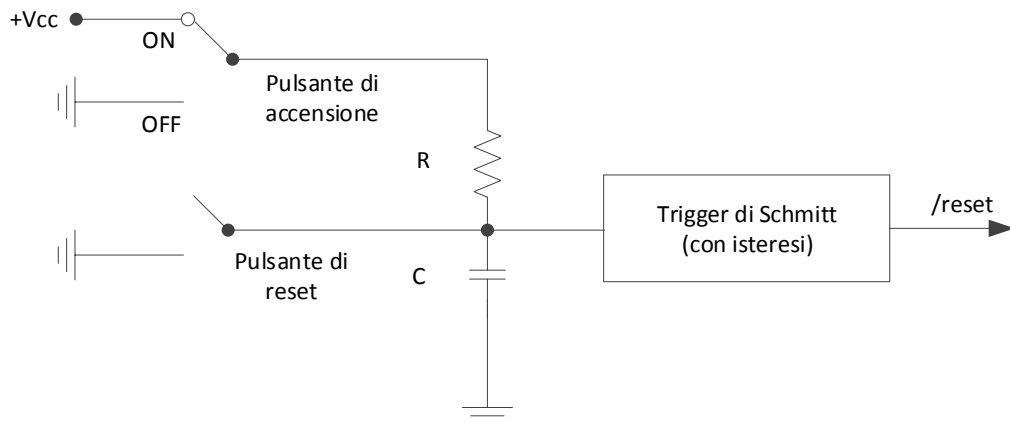 +Vcc
ON
Pulsante di
accensione
OFF
R
Trigger di Schmitt
(con isteresi)
/reset
Pulsante di
reset
C